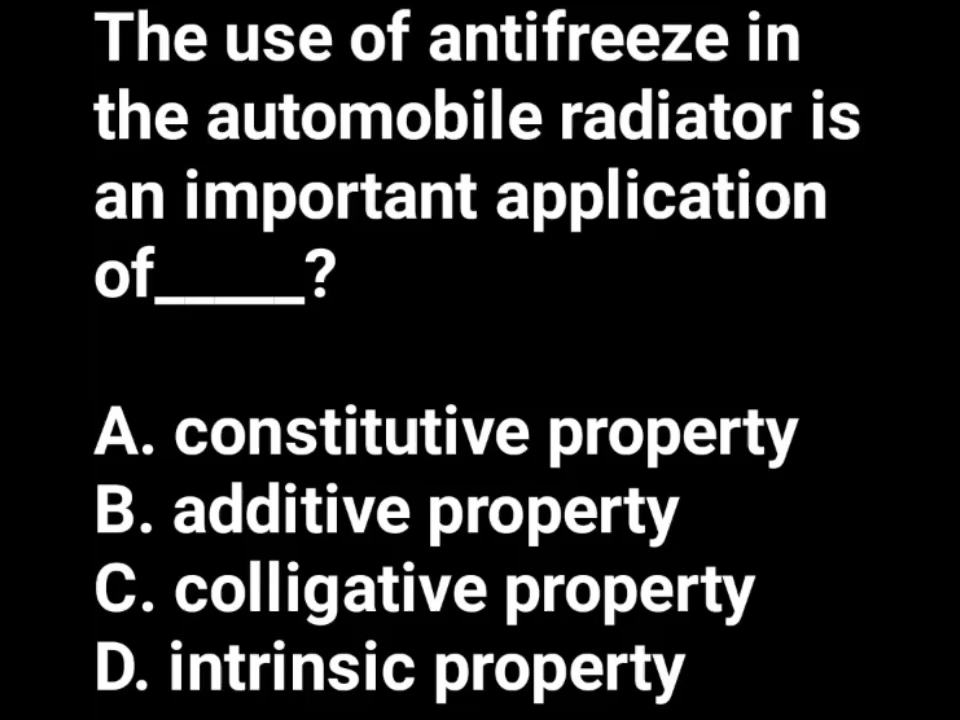 The use of antifreeze in
the automobile radiator is
an important application
of_____?
A. constitutive property
B. additive property
C. colligative property
D. intrinsic property